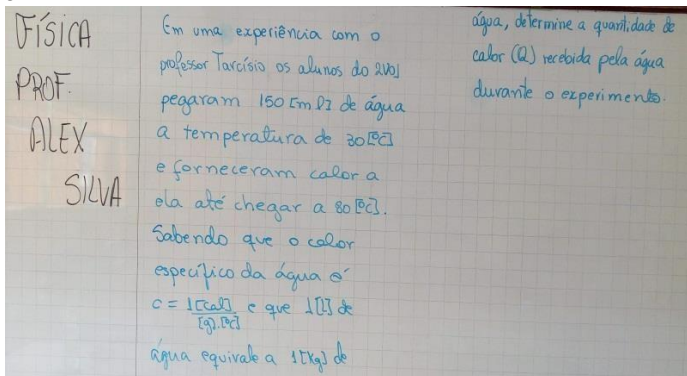 FÍSICA
PROF.
ALEX
SILVA
Em uma experiência com o
professor Tarcísio os alunos do 2V01
pegaram 150 [ml] de água
a temperatura de 30 [ºC]
e forneceram calor a
ela até chegar a 80 [ºC].
Sabendo que o calor
específico da água é
c = 1[cal] / [g].[ºC] e que 1[l] de
água equivale a 1[Kg] de
água, determine a quantidade de
calor (Q) recebida pela água
durante o experimento.